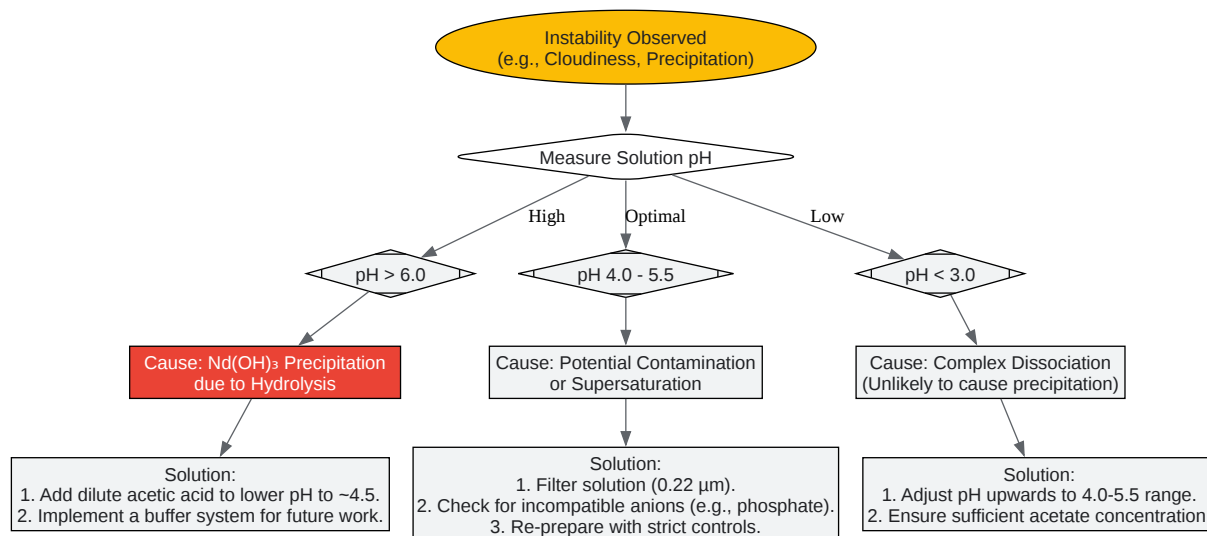 Instability Observed
(e.g., Cloudiness, Precipitation)
Measure Solution pH
High
Optimal
Low
pH > 6.0
pH 4.0 - 5.5
pH < 3.0
Cause: Nd(OH)₃ Precipitation
due to Hydrolysis
Cause: Potential Contamination
or Supersaturation
Cause: Complex Dissociation
(Unlikely to cause precipitation)
Solution:
1. Add dilute acetic acid to lower pH to ~4.5.
2. Implement a buffer system for future work.
Solution:
1. Filter solution (0.22 µm).
2. Check for incompatible anions (e.g., phosphate).
3. Re-prepare with strict controls.
Solution:
1. Adjust pH upwards to 4.0-5.5 range.
2. Ensure sufficient acetate concentration